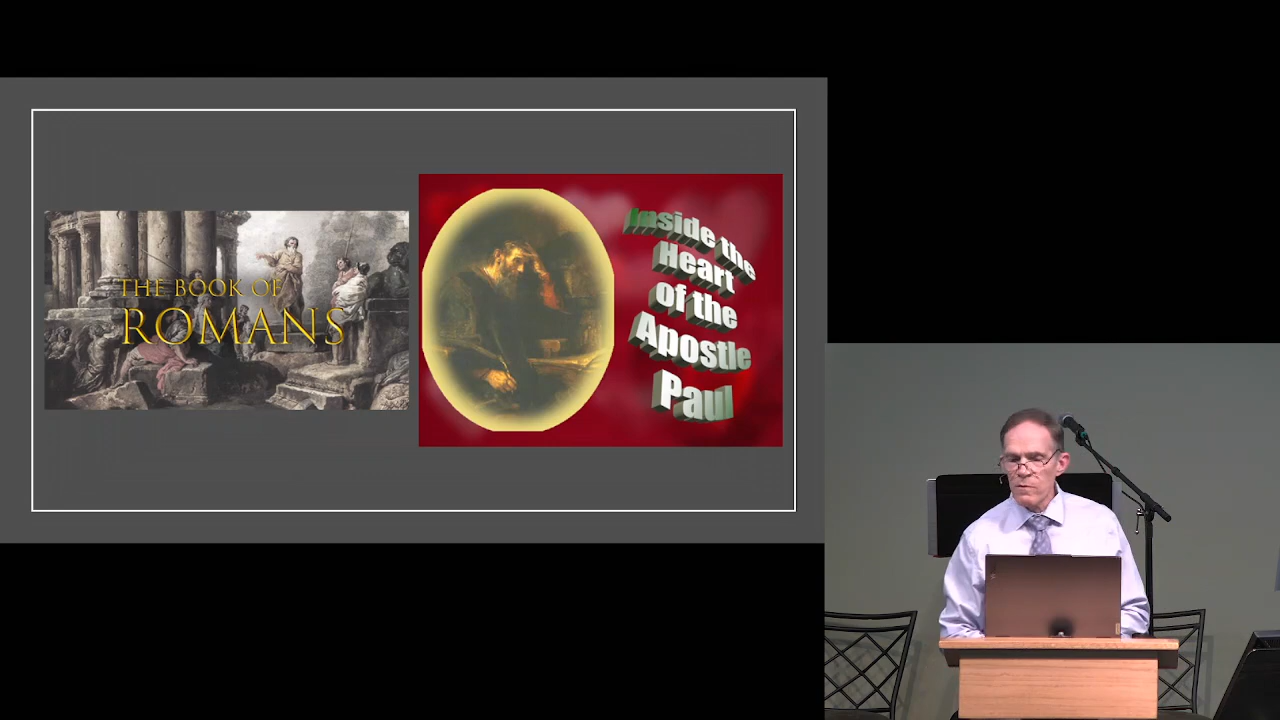 THE BOOK OF
ROMANS
Inside the
Heart
of the
Apostle
Paul